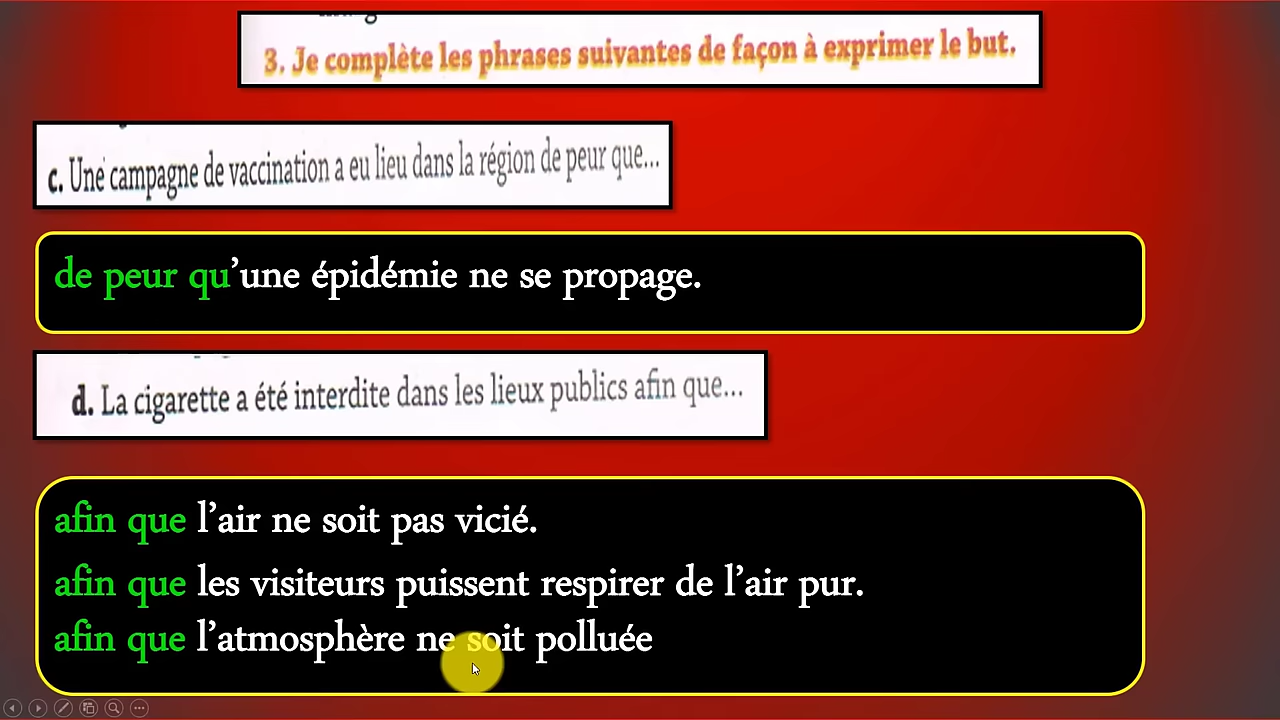 3. Je complète les phrases suivantes de façon à exprimer le but.
c. Une campagne de vaccination a eu lieu dans la région de peur que...
de peur qu’une épidémie ne se propage.
d. La cigarette a été interdite dans les lieux publics afin que...
afin que l’air ne soit pas vicié.
afin que les visiteurs puissent respirer de l’air pur.
afin que l’atmosphère ne soit polluée